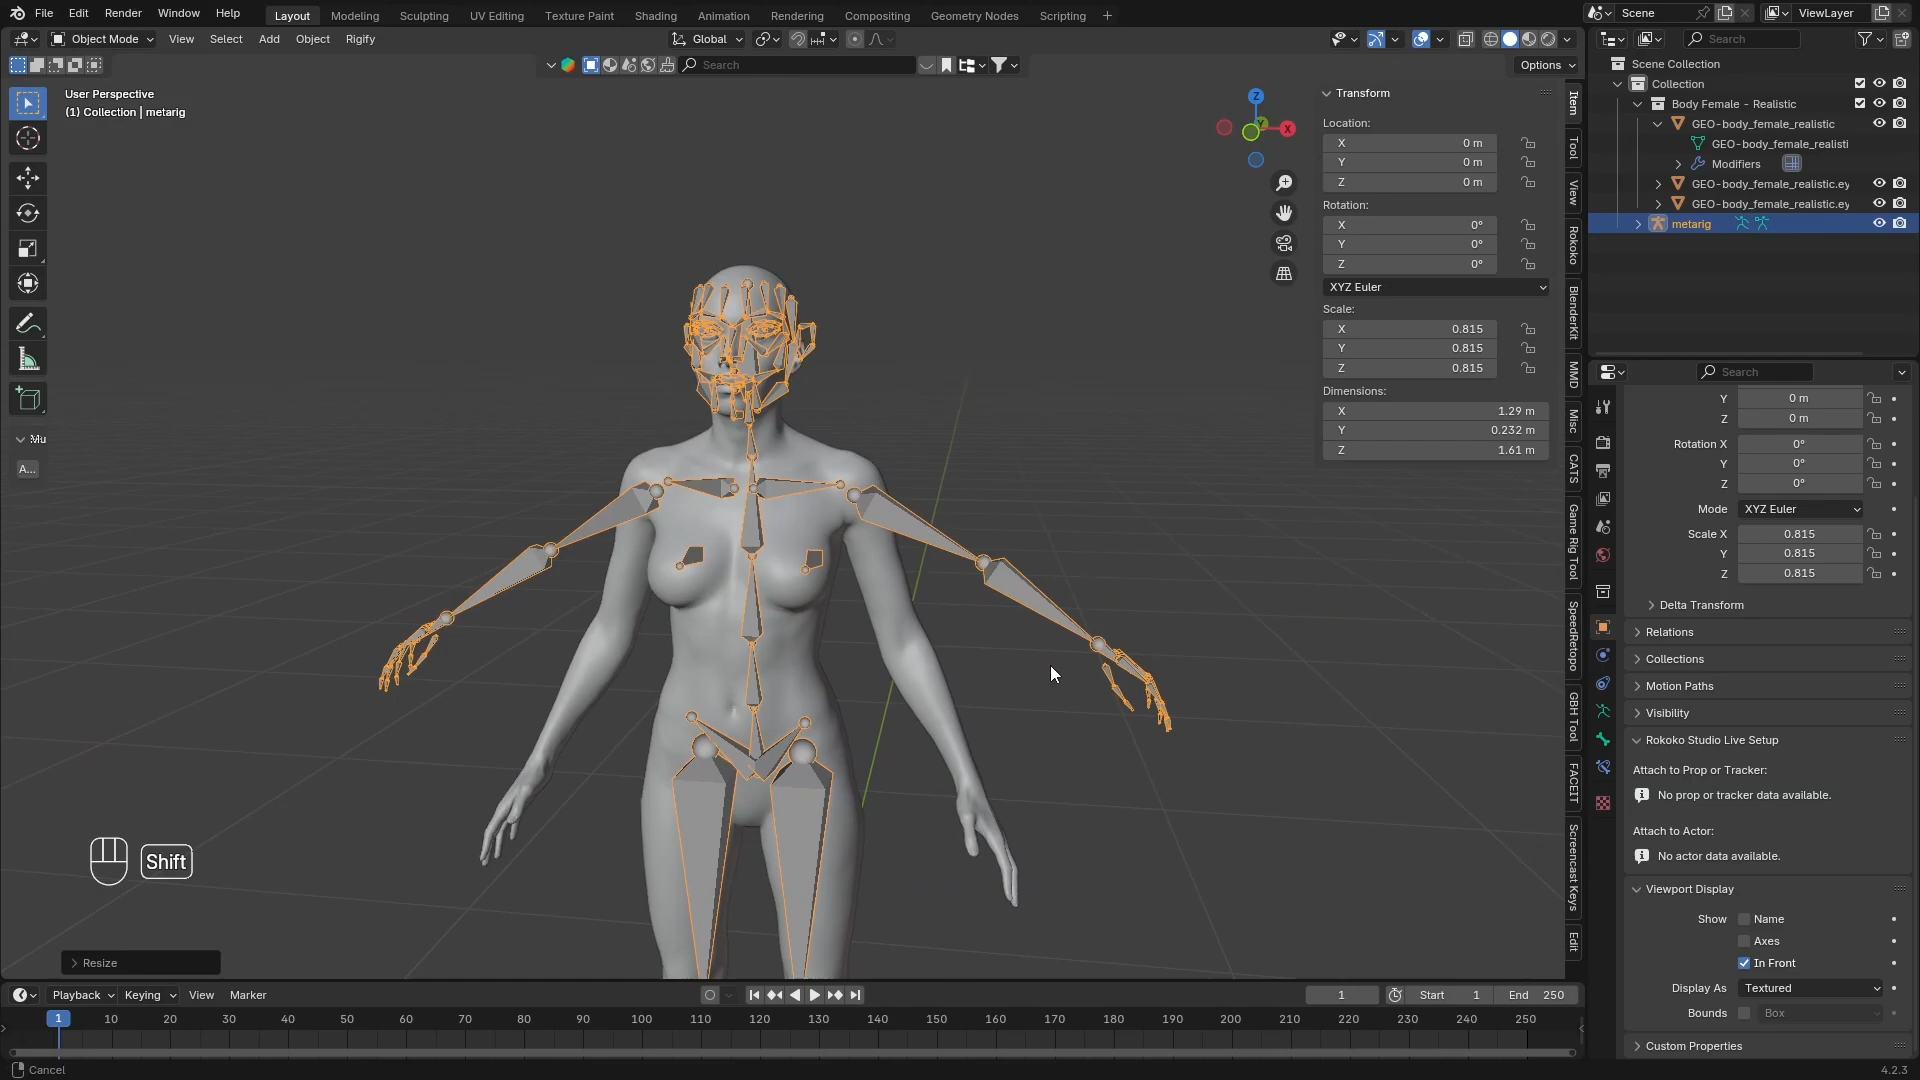 File Edit Render Window Help Layout Modeling Sculpting UV Editing Texture Paint Shading Animation Rendering Compositing Geometry Nodes Scripting + Scene ViewLayer
Object Mode View Select Add Object Rigify Global Search
Search Options
User Perspective
(1) Collection | metarig
Mu
A...
Z
Y
X
Transform
Location:
X 0 m
Y 0 m
Z 0 m
Rotation:
X 0°
Y 0°
Z 0°
XYZ Euler
Scale:
X 0.815
Y 0.815
Z 0.815
Dimensions:
X 1.29 m
Y 0.232 m
Z 1.61 m
Item
Tool
View
Rokoko
BlenderKit
MMD
Misc
CATS
Game Rig Tool
SpeedRetopo
GBH Tool
FACEIT
Screencast Keys
Edit
Scene Collection
Collection
Body Female - Realistic
GEO-body_female_realistic
GEO-body_female_realisti
Modifiers
GEO-body_female_realistic.ey
GEO-body_female_realistic.ey
metarig
Search
Y 0 m
Z 0 m
Rotation X 0°
Y 0°
Z 0°
Mode XYZ Euler
Scale X 0.815
Y 0.815
Z 0.815
Delta Transform
Relations
Collections
Motion Paths
Visibility
Rokoko Studio Live Setup
Attach to Prop or Tracker:
No prop or tracker data available.
Attach to Actor:
No actor data available.
Viewport Display
Show Name
Axes
In Front
Display As Textured
Bounds Box
Custom Properties
Shift
Resize
Playback Keying View Marker 1 Start 1 End 250
1 10 20 30 40 50 60 70 80 90 100 110 120 130 140 150 160 170 180 190 200 210 220 230 240 250
Cancel 4.2.3